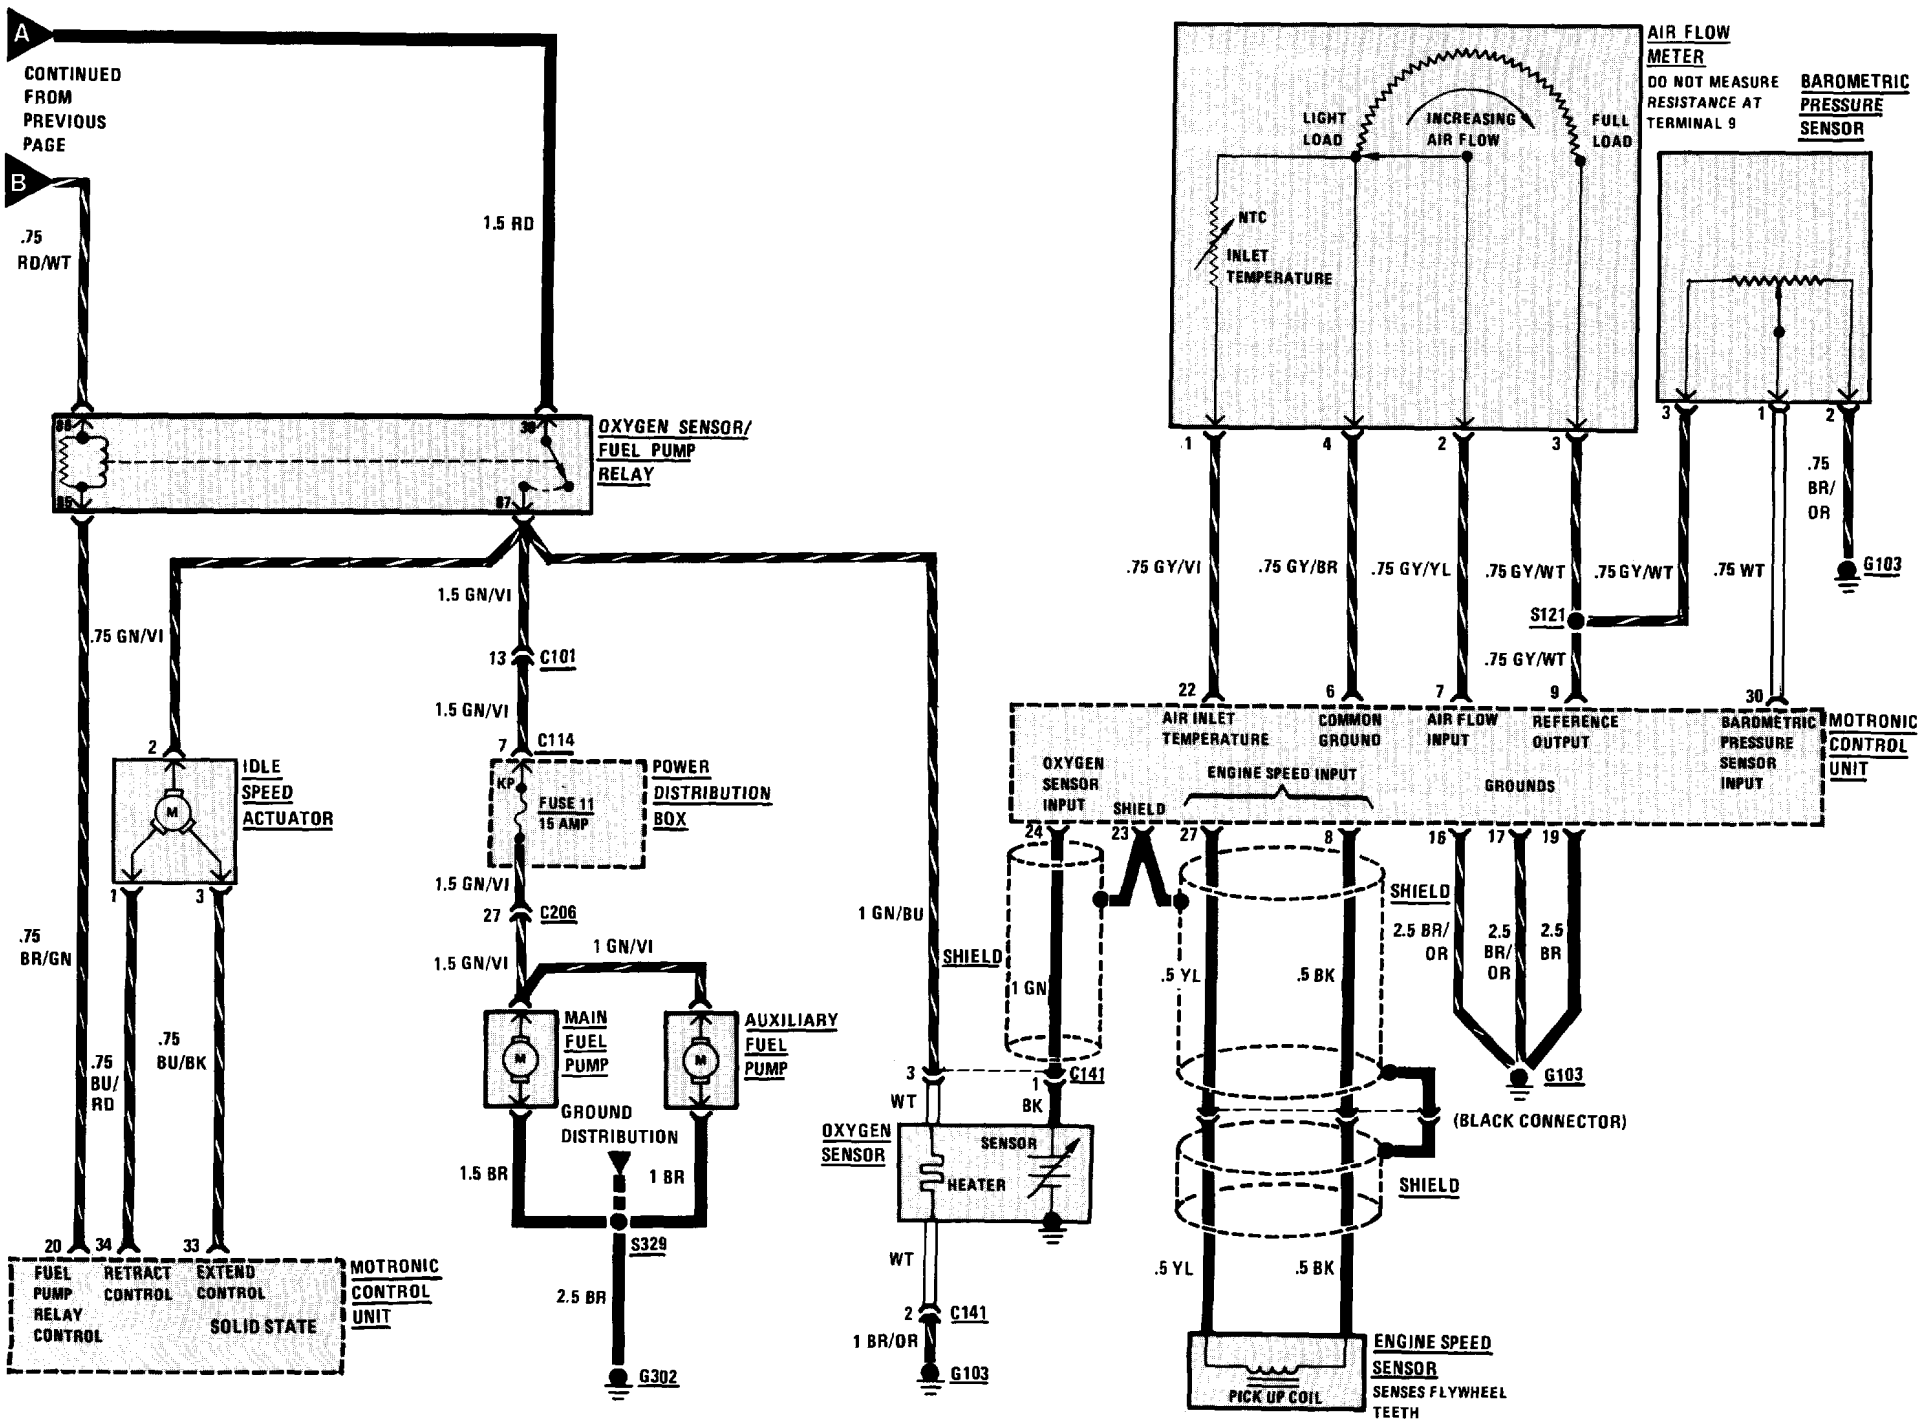 A
CONTINUED
FROM
PREVIOUS
PAGE
B
.75
RD/WT
1.5 RD
86
30
85
87
OXYGEN SENSOR/
FUEL PUMP
RELAY
.75 GN/VI
1.5 GN/VI
13 C101
1.5 GN/VI
7 C114
KP
FUSE 11
15 AMP
POWER
DISTRIBUTION
BOX
2
M
IDLE
SPEED
ACTUATOR
1
3
1.5 GN/VI
27 C206
1.5 GN/VI
1 GN/VI
.75
BR/GN
.75
BU/
RD
.75
BU/BK
M
MAIN
FUEL
PUMP
M
AUXILIARY
FUEL
PUMP
GROUND
DISTRIBUTION
1.5 BR
1 BR
S329
2.5 BR
G302
20
34
33
FUEL
PUMP
RELAY
CONTROL
RETRACT
CONTROL
EXTEND
CONTROL
SOLID STATE
MOTRONIC
CONTROL
UNIT
1 GN/BU
3
WT
OXYGEN
SENSOR
HEATER
SENSOR
WT
2 C141
1 BR/OR
G103
AIR FLOW
METER
DO NOT MEASURE
RESISTANCE AT
TERMINAL 9
LIGHT
LOAD
INCREASING
AIR FLOW
FULL
LOAD
NTC
INLET
TEMPERATURE
1
4
2
3
BAROMETRIC
PRESSURE
SENSOR
3
1
2
.75
BR/
OR
G103
.75 GY/VI
.75 GY/BR
.75 GY/YL
.75 GY/WT
.75 GY/WT
.75 WT
S121
.75 GY/WT
22
6
7
9
30
AIR INLET
TEMPERATURE
COMMON
GROUND
AIR FLOW
INPUT
REFERENCE
OUTPUT
BAROMETRIC
PRESSURE
SENSOR
INPUT
MOTRONIC
CONTROL
UNIT
OXYGEN
SENSOR
INPUT
SHIELD
ENGINE SPEED INPUT
GROUNDS
24
23
27
8
16
17
19
SHIELD
1 GN
1
C141
BK
SHIELD
.5 YL
.5 BK
2.5 BR/
OR
2.5
BR/
OR
2.5
BR
G103
(BLACK CONNECTOR)
SHIELD
.5 YL
.5 BK
PICK UP COIL
ENGINE SPEED
SENSOR
SENSES FLYWHEEL
TEETH